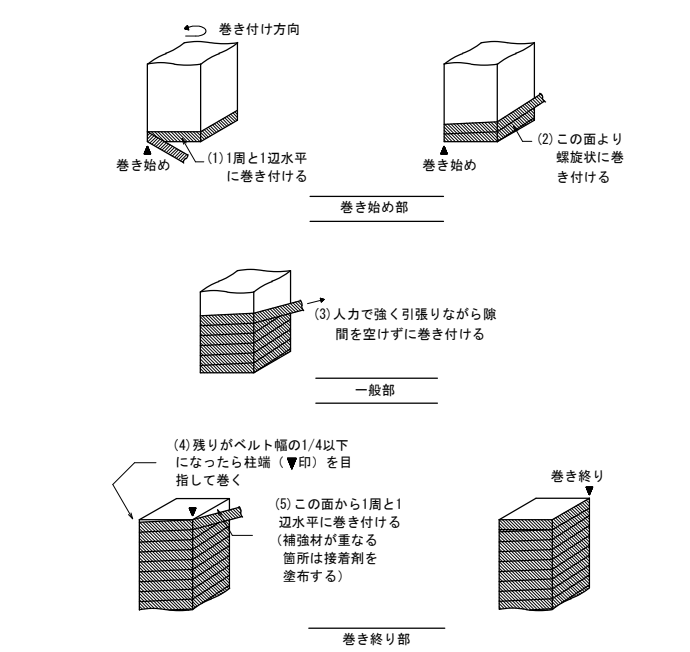 巻き付け方向
巻き始め
(1)1周と1辺水平
に巻き付ける
巻き始め
(2)この面より
螺旋状に巻
き付ける
巻き始め部
(3)人力で強く引張りながら隙
間を空けずに巻き付ける
一般部
(4)残りがベルト幅の1/4以下
になったら柱端（▼印）を目
指して巻く
(5)この面から1周と1
辺水平に巻き付ける
(補強材が重なる
箇所は接着剤を
塗布する)
巻き終り
巻き終り部